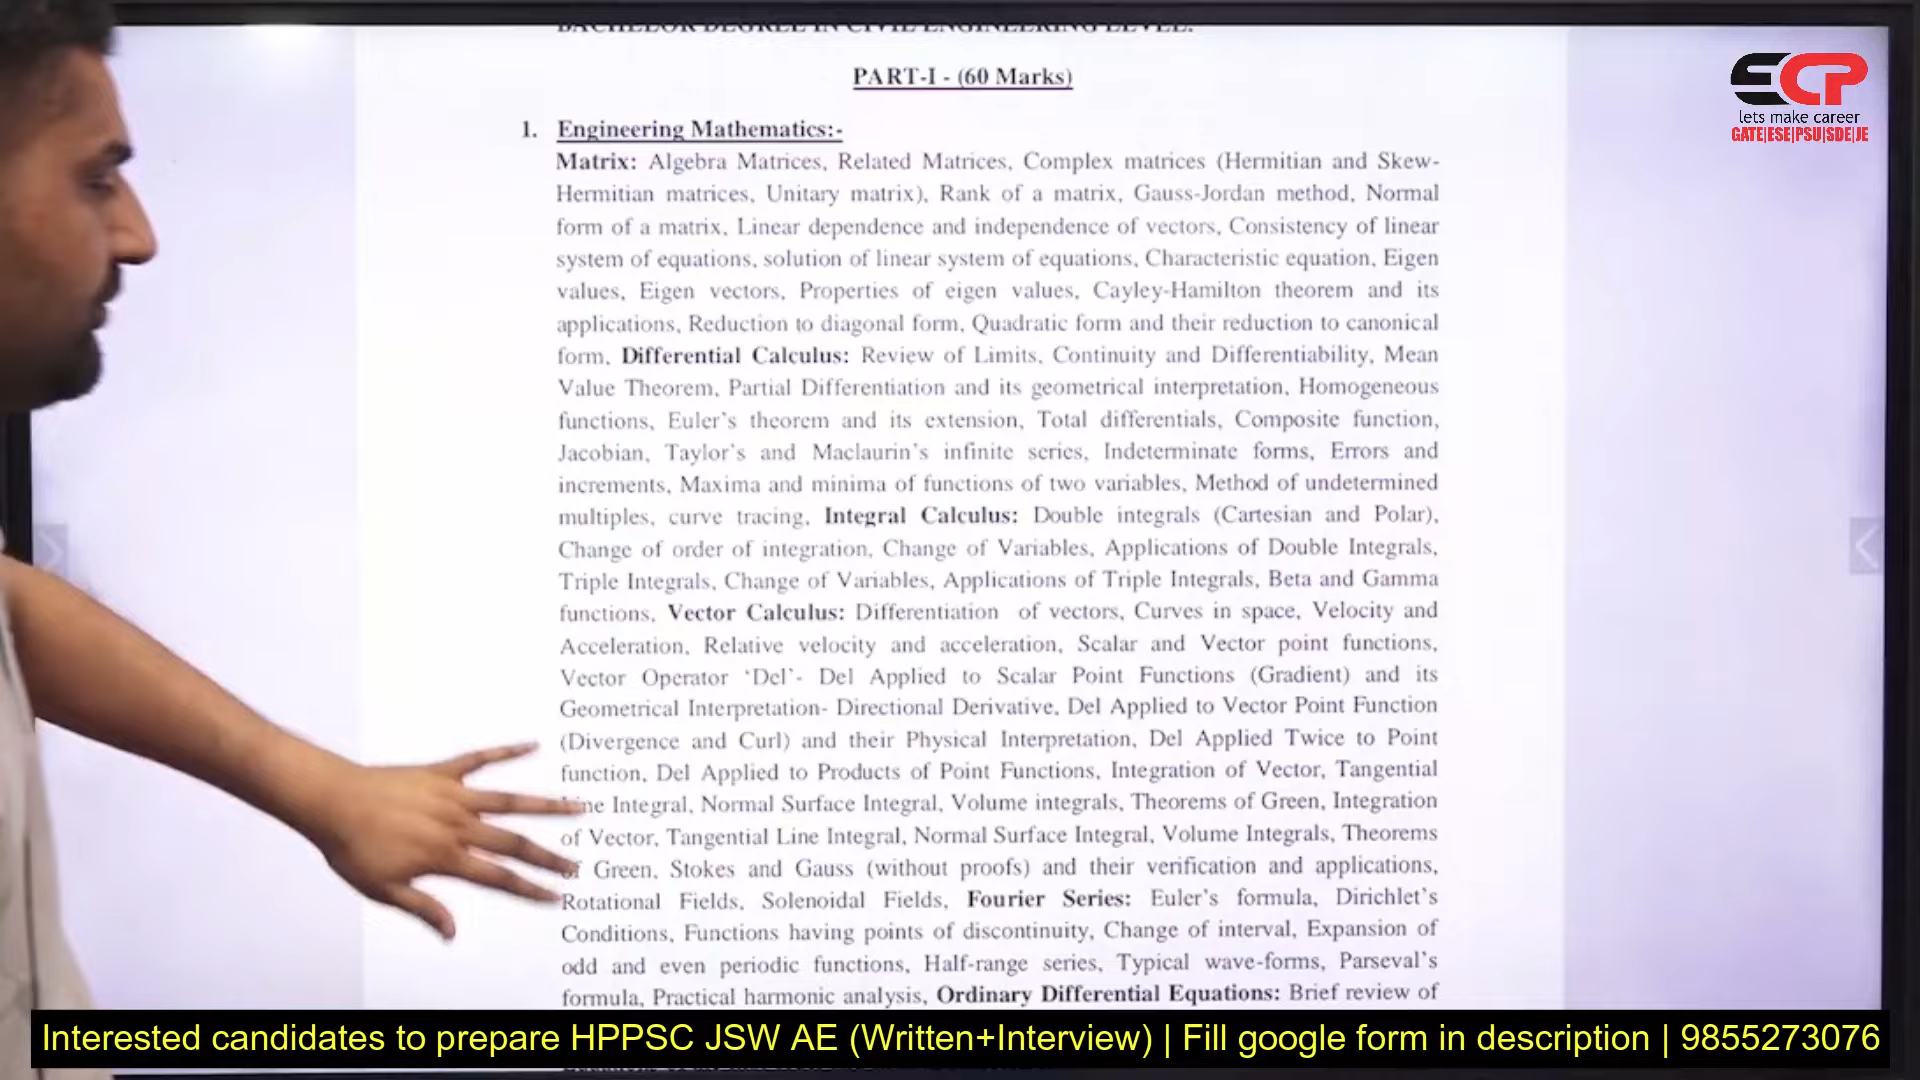 BACHELOR DEGREE IN CIVIL ENGINEERING LEVEL.
PART-I - (60 Marks)
1. Engineering Mathematics:-
Matrix: Algebra Matrices, Related Matrices, Complex matrices (Hermitian and Skew-
Hermitian matrices, Unitary matrix), Rank of a matrix, Gauss-Jordan method, Normal
form of a matrix, Linear dependence and independence of vectors, Consistency of linear
system of equations, solution of linear system of equations, Characteristic equation, Eigen
values, Eigen vectors, Properties of eigen values, Cayley-Hamilton theorem and its
applications, Reduction to diagonal form, Quadratic form and their reduction to canonical
form, Differential Calculus: Review of Limits, Continuity and Differentiability, Mean
Value Theorem, Partial Differentiation and its geometrical interpretation, Homogeneous
functions, Euler's theorem and its extension, Total differentials, Composite function,
Jacobian, Taylor's and Maclaurin's infinite series, Indeterminate forms, Errors and
increments, Maxima and minima of functions of two variables, Method of undetermined
multiples, curve tracing, Integral Calculus: Double integrals (Cartesian and Polar),
Change of order of integration, Change of Variables, Applications of Double Integrals,
Triple Integrals, Change of Variables, Applications of Triple Integrals, Beta and Gamma
functions, Vector Calculus: Differentiation of vectors, Curves in space, Velocity and
Acceleration, Relative velocity and acceleration, Scalar and Vector point functions,
Vector Operator 'Del'- Del Applied to Scalar Point Functions (Gradient) and its
Geometrical Interpretation- Directional Derivative, Del Applied to Vector Point Function
(Divergence and Curl) and their Physical Interpretation, Del Applied Twice to Point
function, Del Applied to Products of Point Functions, Integration of Vector, Tangential
Line Integral, Normal Surface Integral, Volume integrals, Theorems of Green, Integration
of Vector, Tangential Line Integral, Normal Surface Integral, Volume Integrals, Theorems
of Green, Stokes and Gauss (without proofs) and their verification and applications,
Rotational Fields, Solenoidal Fields, Fourier Series: Euler's formula, Dirichlet's
Conditions, Functions having points of discontinuity, Change of interval, Expansion of
odd and even periodic functions, Half-range series, Typical wave-forms, Parseval's
formula, Practical harmonic analysis, Ordinary Differential Equations: Brief review of
ECP
lets make career
GATE|ESE|PSU|SDE|JE
Interested candidates to prepare HPPSC JSW AE (Written+Interview) | Fill google form in description | 9855273076